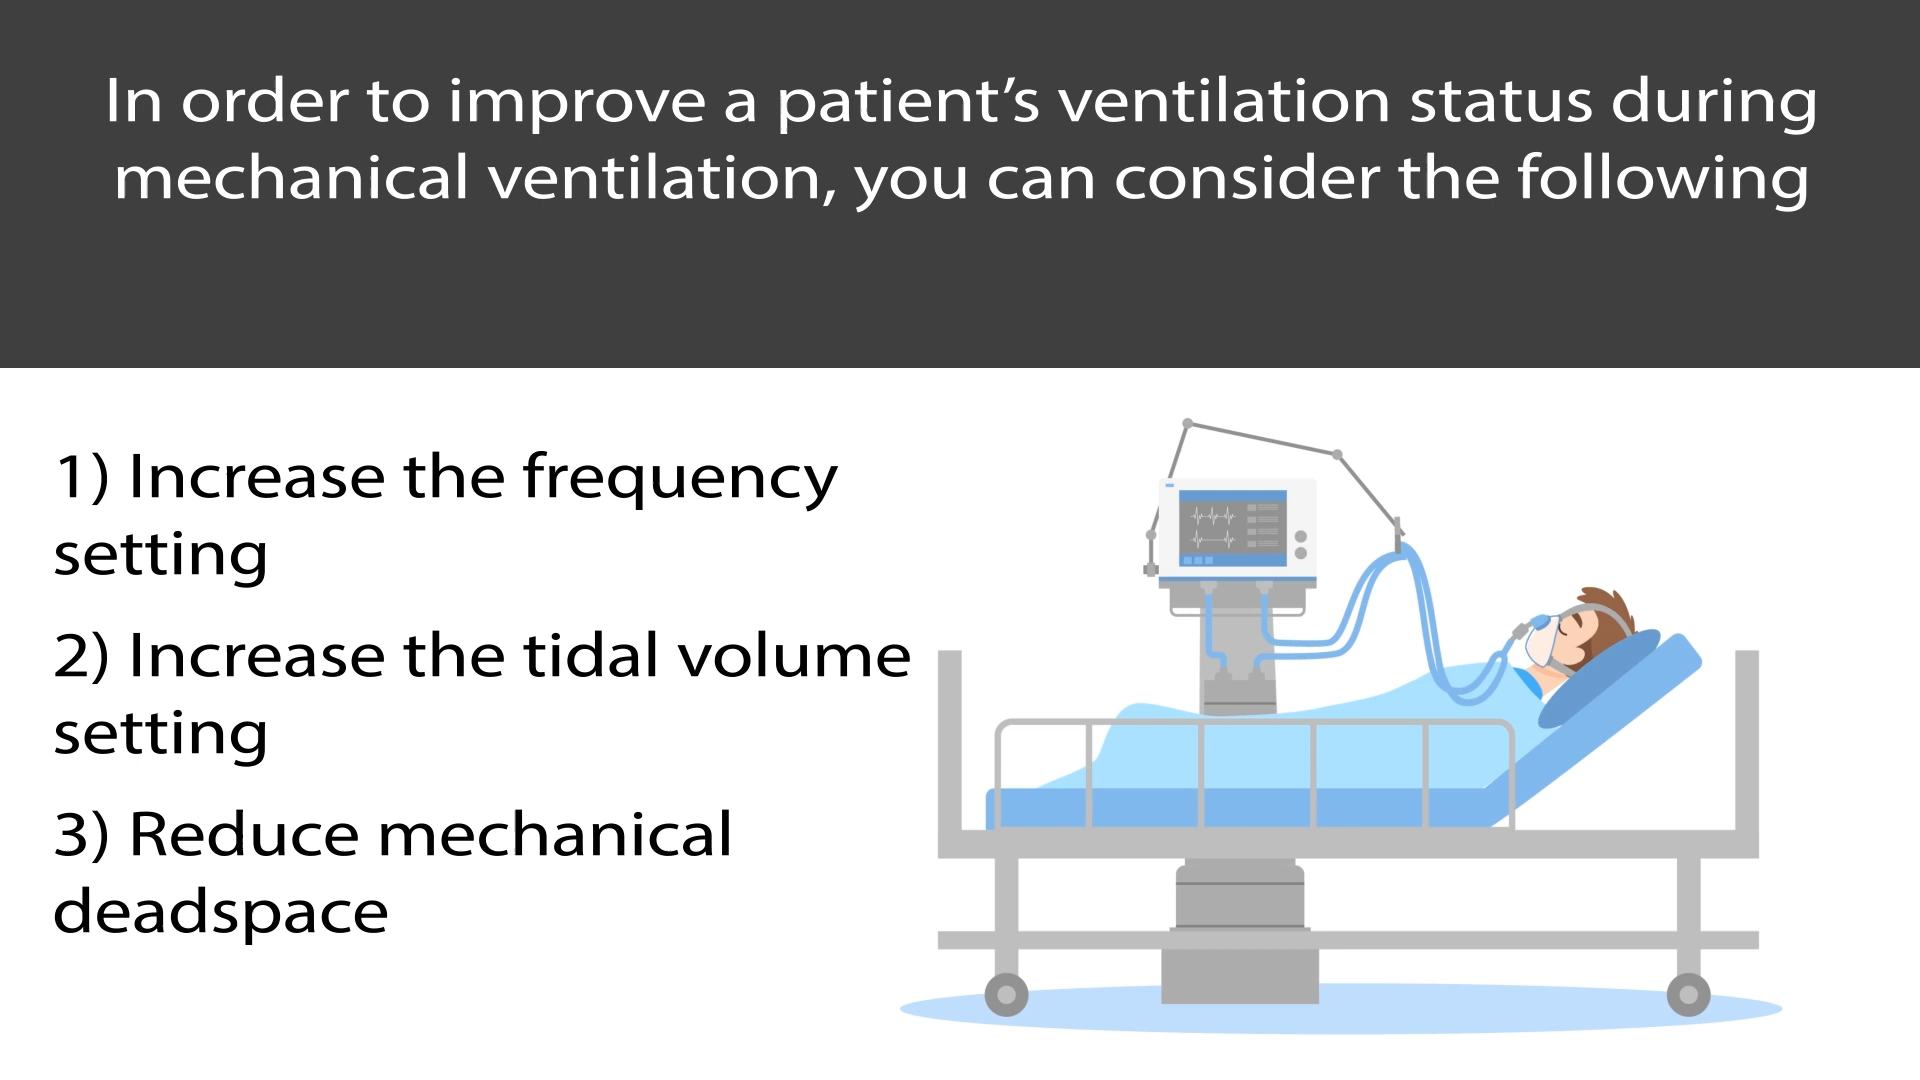 In order to improve a patient’s ventilation status during
mechanical ventilation, you can consider the following
1) Increase the frequency
setting
2) Increase the tidal volume
setting
3) Reduce mechanical
deadspace